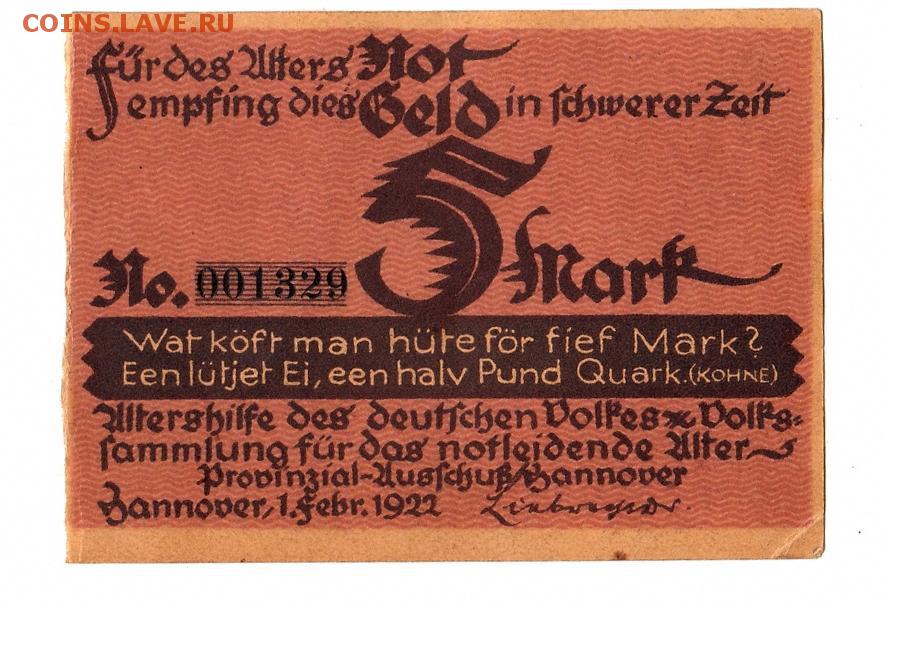 COINS.LAVE.RU
Für des Alters Not
empfing dies Geld in schwerer Zeit
5 Mark
No. 001329
Wat köft man hüte för fief Mark?
Een lütjet Ei, een halv Pund Quark. (KOHNE)
Altershilfe des deutschen Volkes Volks=
sammlung für das notleidende Alter
Provinzial-Ausschuß Hannover
Hannover, 1. Febr. 1922